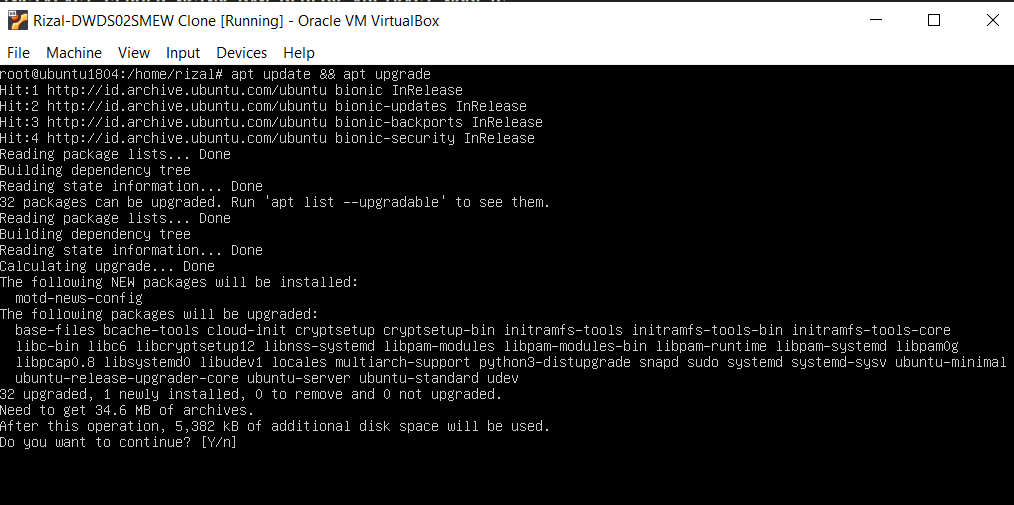 Rizal-DWDS02SMEW Clone [Running] - Oracle VM VirtualBox
File Machine View Input Devices Help
root@ubuntu1804:/home/rizal# apt update && apt upgrade
Hit:1 http://id.archive.ubuntu.com/ubuntu bionic InRelease
Hit:2 http://id.archive.ubuntu.com/ubuntu bionic-updates InRelease
Hit:3 http://id.archive.ubuntu.com/ubuntu bionic-backports InRelease
Hit:4 http://id.archive.ubuntu.com/ubuntu bionic-security InRelease
Reading package lists... Done
Building dependency tree
Reading state information... Done
32 packages can be upgraded. Run 'apt list --upgradable' to see them.
Reading package lists... Done
Building dependency tree
Reading state information... Done
Calculating upgrade... Done
The following NEW packages will be installed:
  motd-news-config
The following packages will be upgraded:
  base-files bcache-tools cloud-init cryptsetup cryptsetup-bin initramfs-tools initramfs-tools-bin initramfs-tools-core
  libc-bin libc6 libcryptsetup12 libnss-systemd libpam-modules libpam-modules-bin libpam-runtime libpam-systemd libpam0g
  libpcap0.8 libsystemd0 libudev1 locales multiarch-support python3-distupgrade snapd sudo systemd systemd-sysv ubuntu-minimal
  ubuntu-release-upgrader-core ubuntu-server ubuntu-standard udev
32 upgraded, 1 newly installed, 0 to remove and 0 not upgraded.
Need to get 34.6 MB of archives.
After this operation, 5,382 kB of additional disk space will be used.
Do you want to continue? [Y/n]